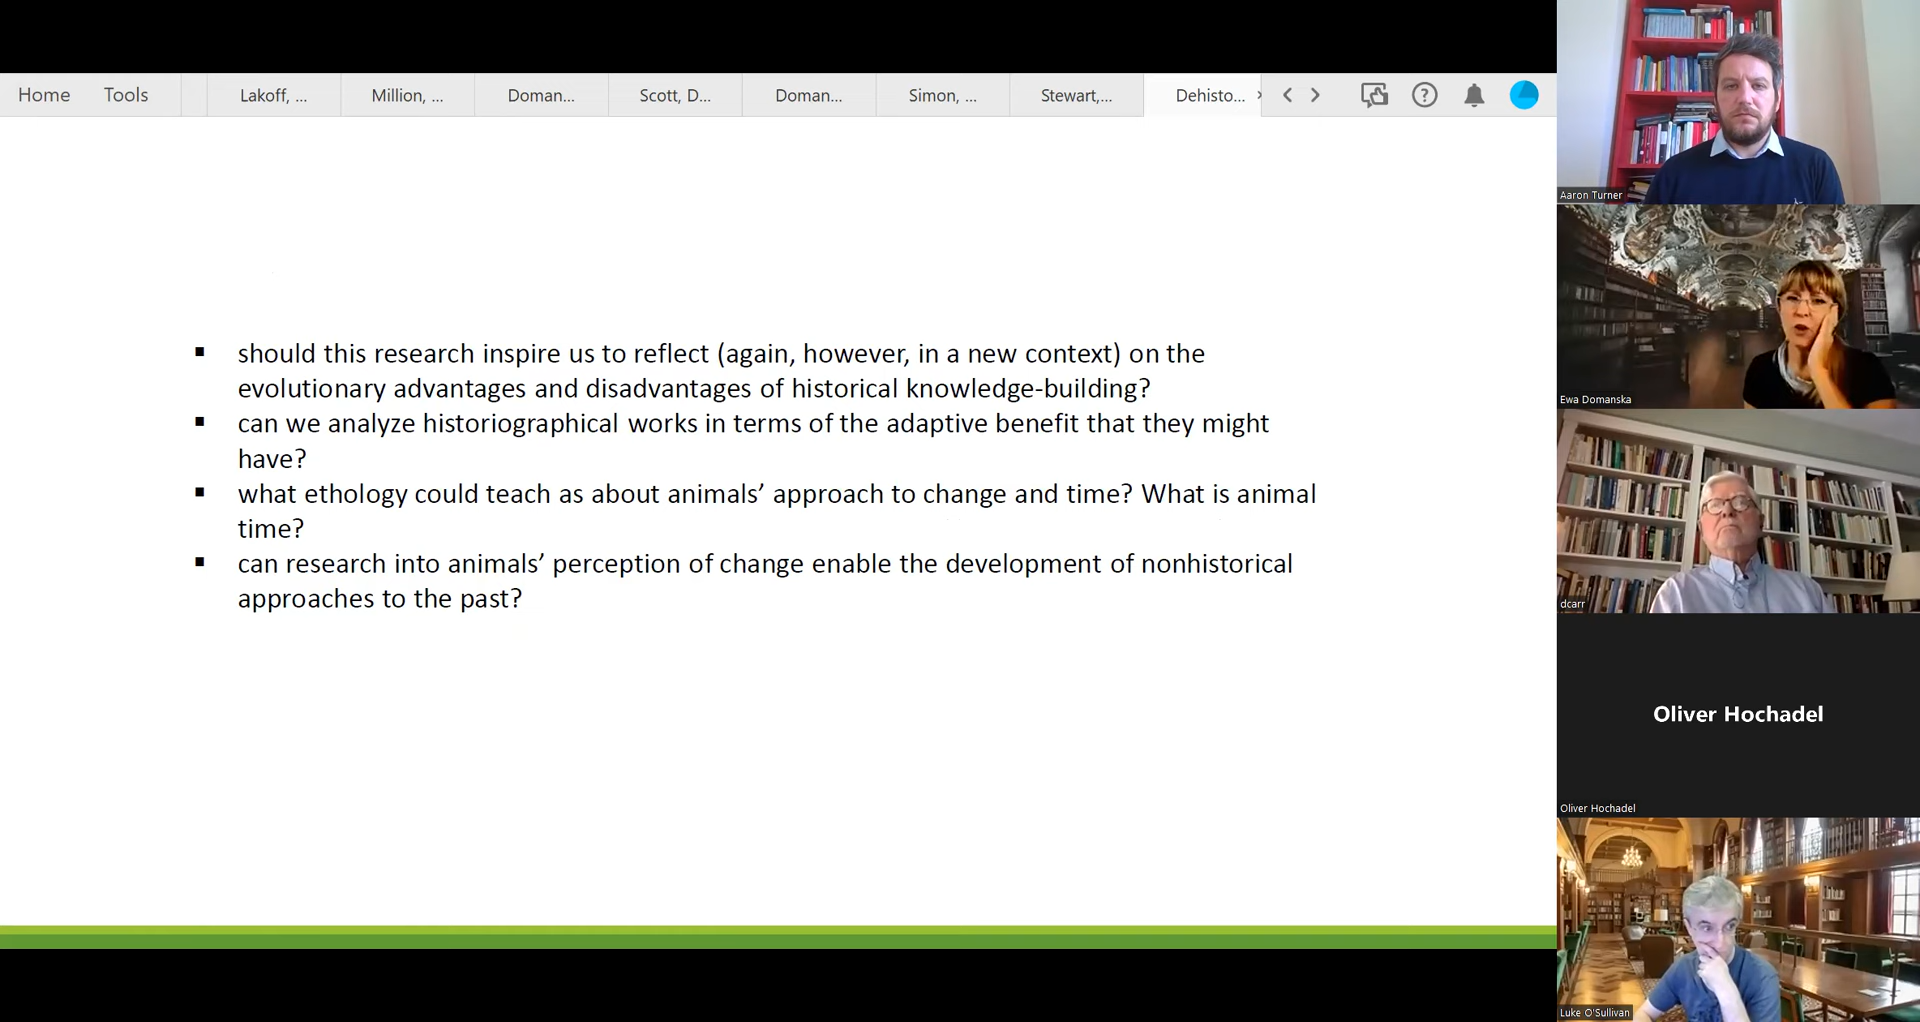 Home Tools Lakoff, ... Million, ... Doman... Scott, D... Doman... Simon, ... Stewart,... Dehisto...
should this research inspire us to reflect (again, however, in a new context) on the
evolutionary advantages and disadvantages of historical knowledge-building?
can we analyze historiographical works in terms of the adaptive benefit that they might
have?
what ethology could teach as about animals’ approach to change and time? What is animal
time?
can research into animals’ perception of change enable the development of nonhistorical
approaches to the past?
Aaron Turner
Ewa Domanska
dcarr
Oliver Hochadel
Oliver Hochadel
Luke O'Sullivan